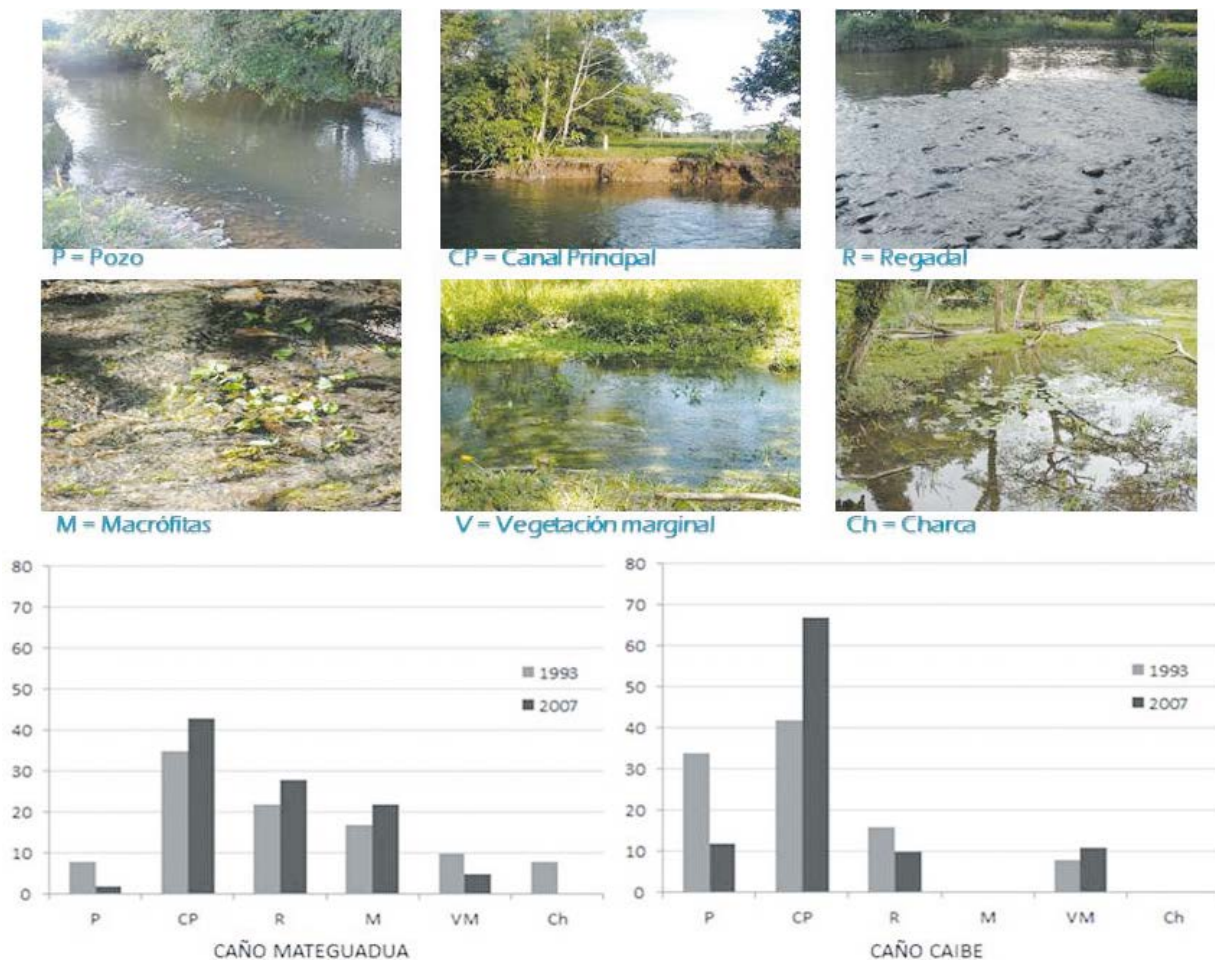 P = Pozo
CP = Canal Principal
R = Regadal
M = Macrófitas
V = Vegetación marginal
Ch = Charca
80
70
60
50
40
30
20
10
0
1993
2007
P CP R M VM Ch
CAÑO MATEGUADUA
80
70
60
50
40
30
20
10
0
1993
2007
P CP R M VM Ch
CAÑO CAIBE